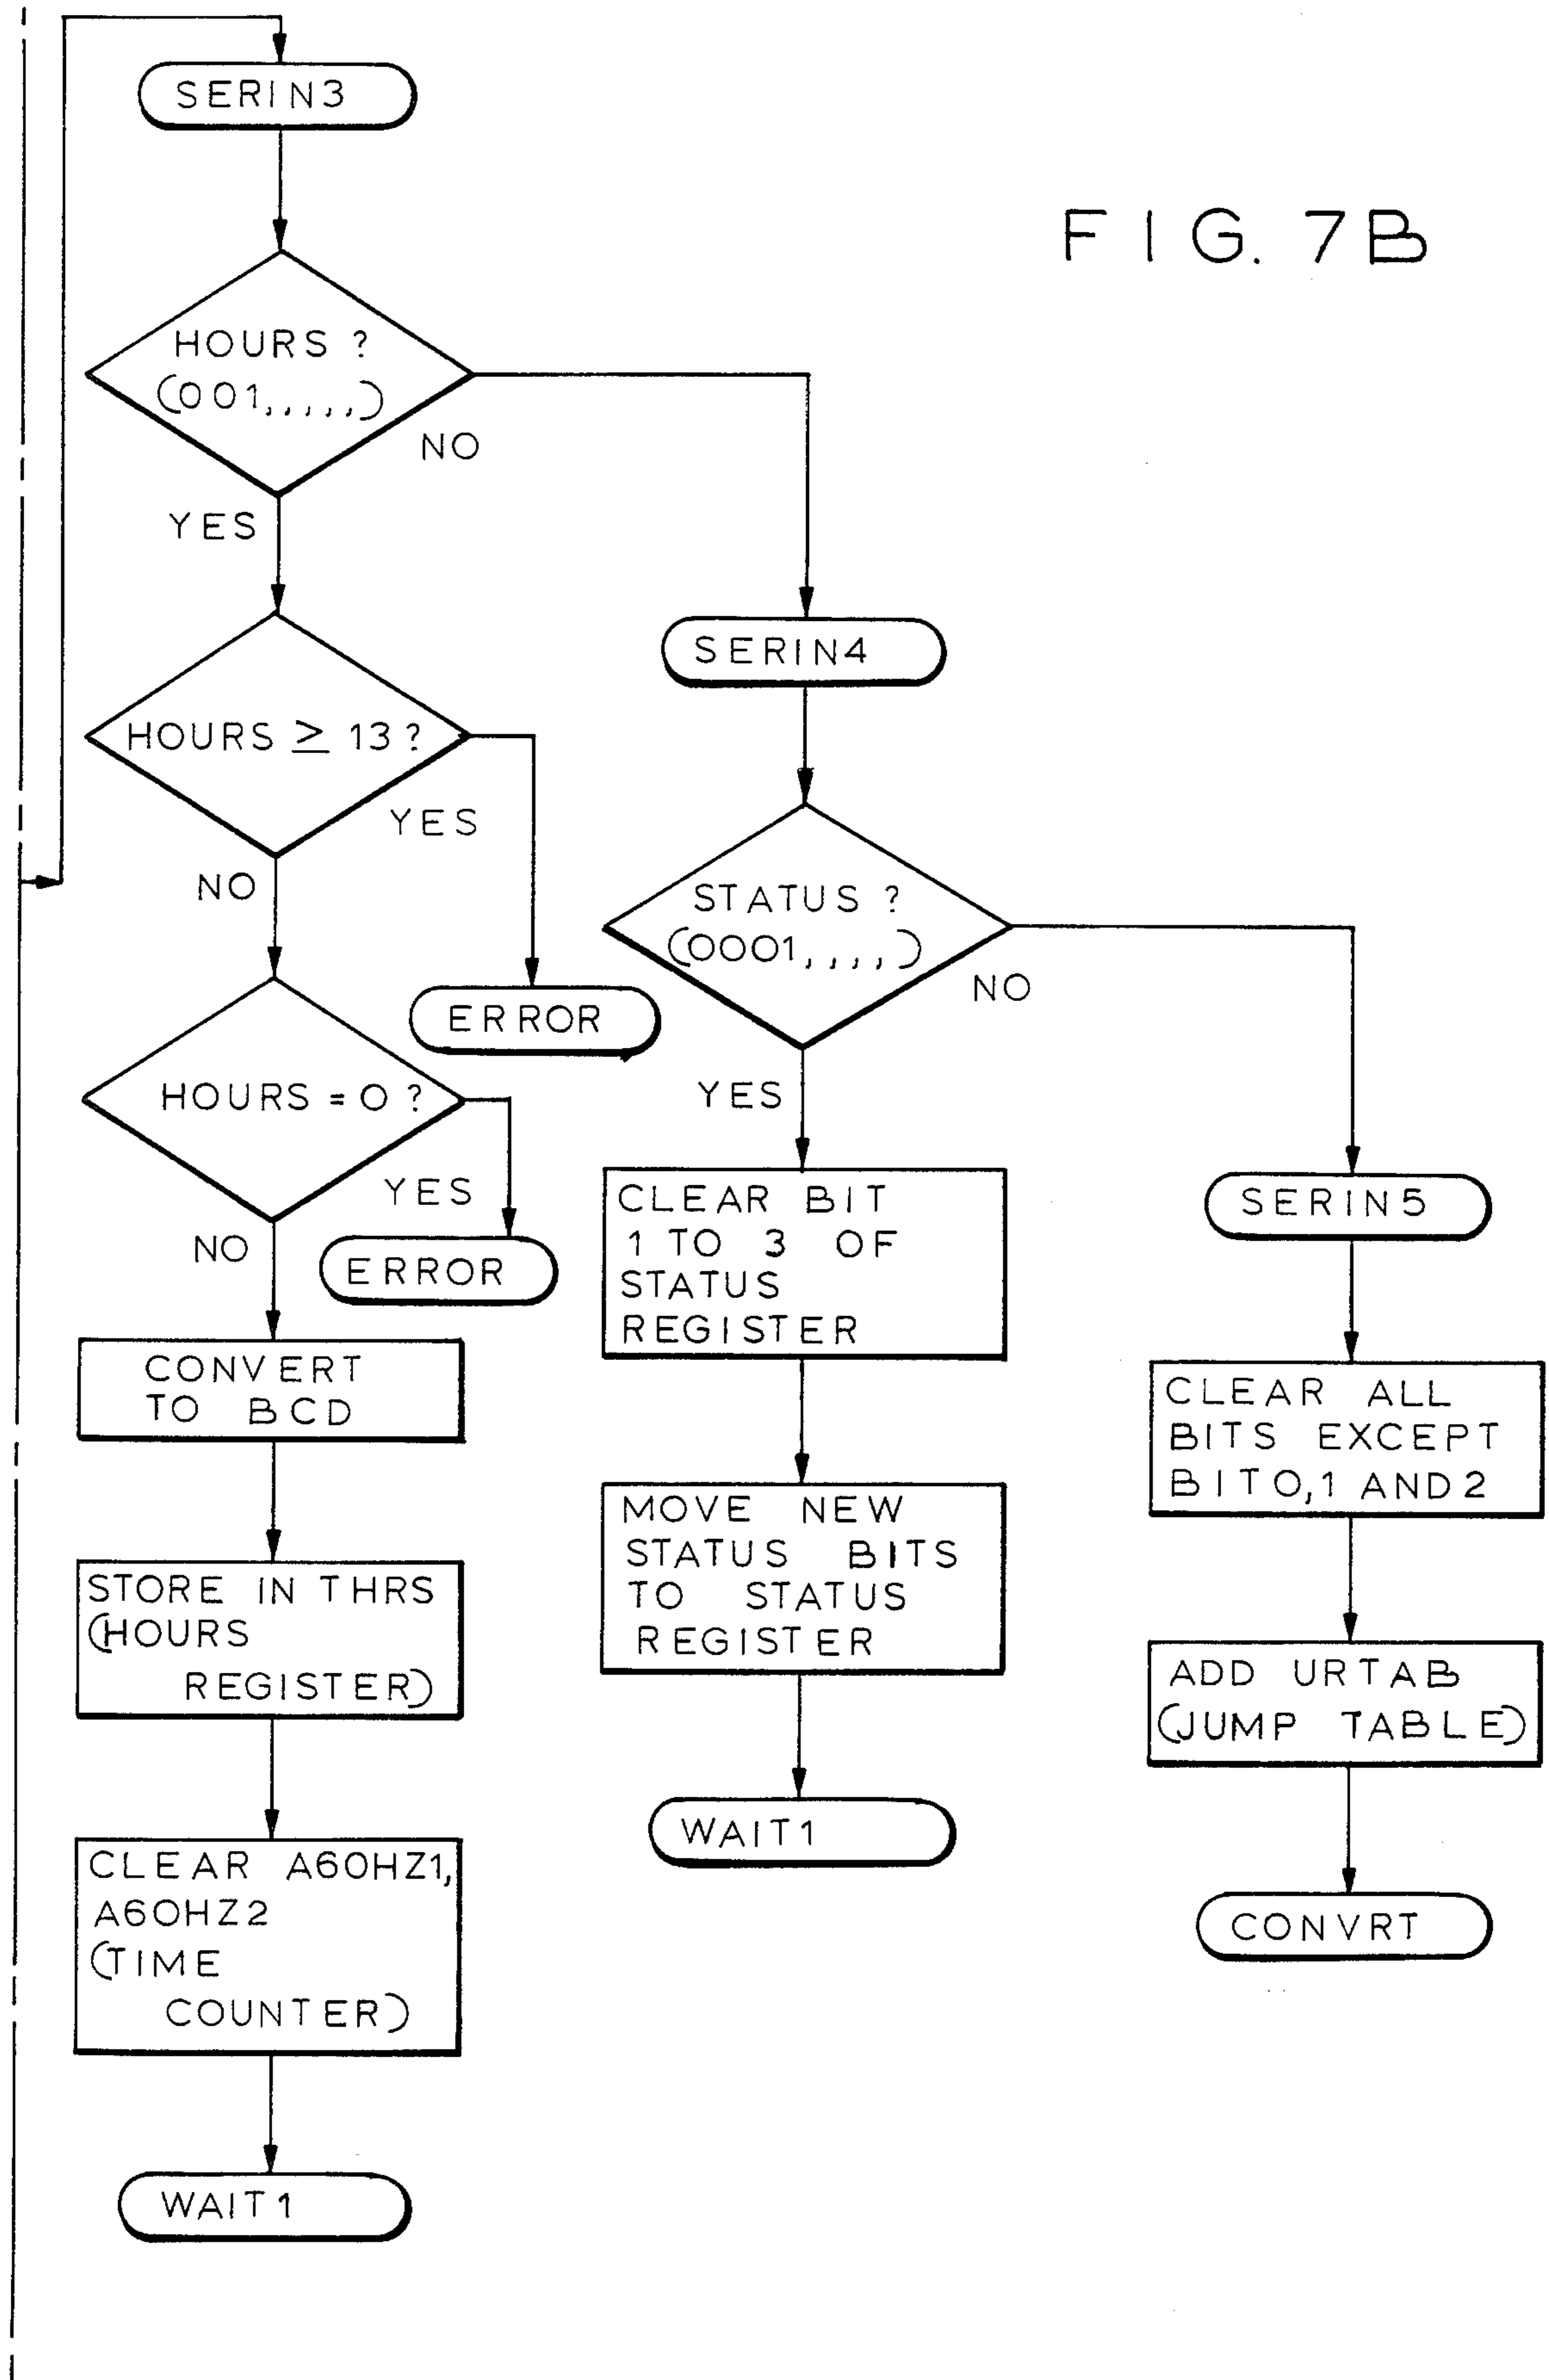 SERIN3
FIG. 7B
HOURS ?
(001,,,,,)
NO
YES
SERIN4
HOURS ≥ 13 ?
YES
NO
STATUS ?
(0001,,,,)
NO
ERROR
YES
HOURS = 0 ?
YES
NO
ERROR
CLEAR BIT
1 TO 3 OF
STATUS
REGISTER
SERIN5
CONVERT
TO BCD
CLEAR ALL
BITS EXCEPT
BIT 0, 1 AND 2
MOVE NEW
STATUS BITS
TO STATUS
REGISTER
STORE IN THRS
(HOURS
REGISTER)
ADD URTAB
(JUMP TABLE)
WAIT1
CLEAR A60HZ1,
A60HZ2
(TIME
COUNTER)
CONVRT
WAIT1